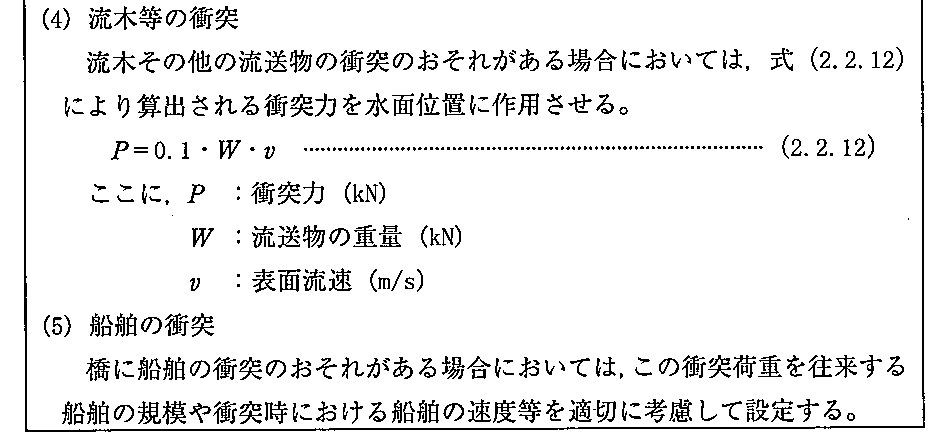 (4) 流木等の衝突
流木その他の流送物の衝突のおそれがある場合においては，式 (2.2.12)
により算出される衝突力を水面位置に作用させる。
P=0.1・W・v ………………………………………………………… (2.2.12)
ここに，P ：衝突力 (kN)
W ：流送物の重量 (kN)
v ：表面流速 (m/s)
(5) 船舶の衝突
橋に船舶の衝突のおそれがある場合においては，この衝突荷重を往来する
船舶の規模や衝突時における船舶の速度等を適切に考慮して設定する。